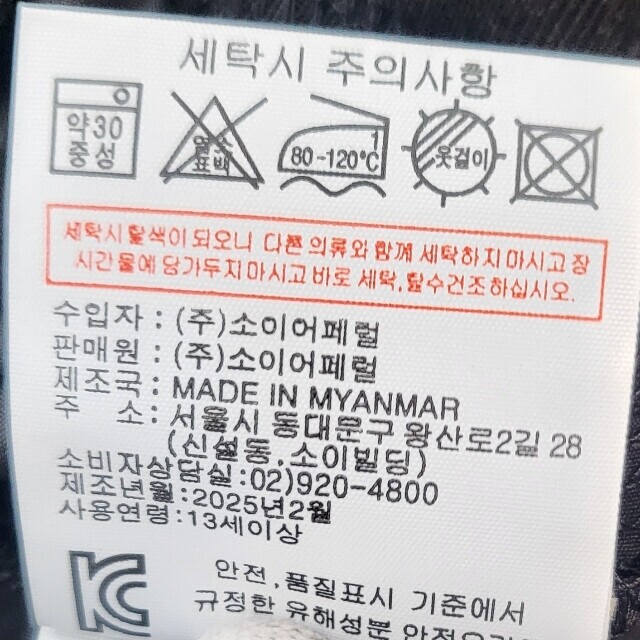 세탁시 주의사항
약30
중성
염소
표백
1
80-120℃
옷걸이
세탁시 탈색이 되오니 다른 의류와 함께 세탁하지 마시고 장
시간 물에 담가두지 마시고 바로 세탁, 탈수건조 하십시오.
수입자 : (주)소이어페럴
판매원 : (주)소이어페럴
제조국 : MADE IN MYANMAR
주 소 : 서울시 동대문구 왕산로2길 28
(신설동,소이빌딩)
소비자상담실:02)920-4800
제조년월:2025년2월
사용연령:13세이상
안전,품질표시 기준에서
규정한 유해성분 안전요건